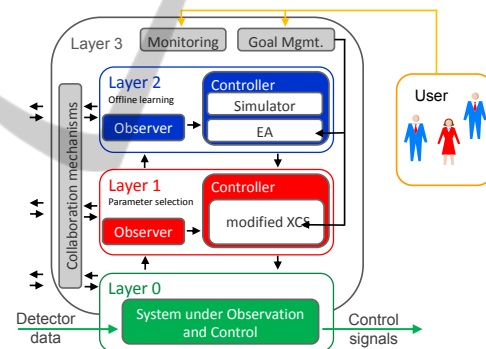 Layer 3
Monitoring
Goal Mgmt.
Collaboration mechanisms
Layer 2
Offline learning
Observer
Controller
Simulator
EA
User
Layer 1
Parameter selection
Observer
Controller
modified XCS
Layer 0
System under Observation
and Control
Detector
data
Control
signals